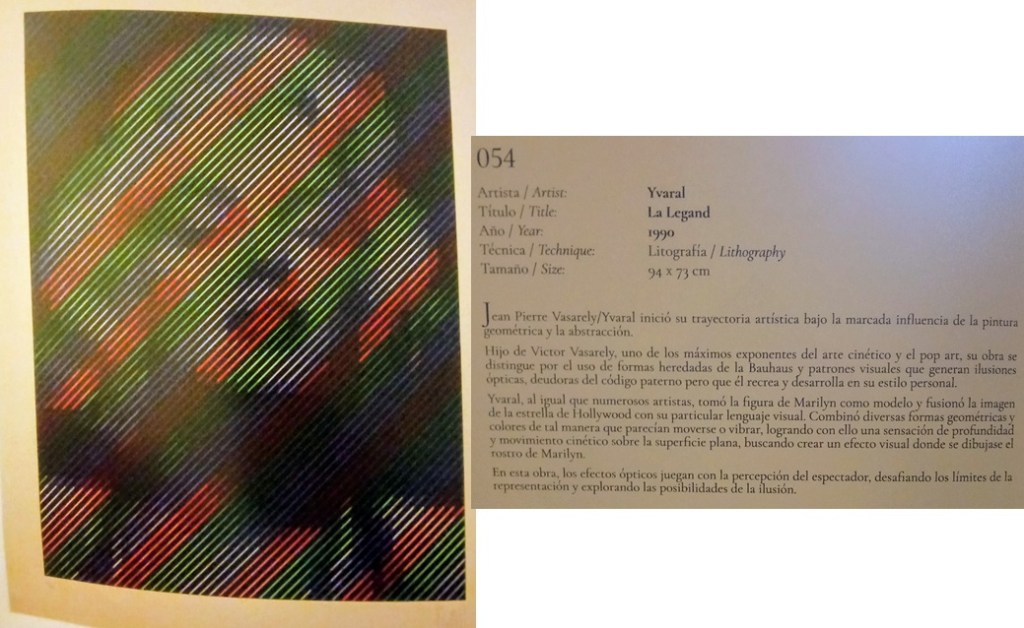 054
Artista / Artist: Yvaral
Título / Title: La Legand
Año / Year: 1990
Técnica / Technique: Litografía / Lithography
Tamaño / Size: 94 x 73 cm
Jean Pierre Vasarely/Yvaral inició su trayectoria artística bajo la marcada influencia de la pintura
geométrica y la abstracción.
Hijo de Victor Vasarely, uno de los máximos exponentes del arte cinético y el pop art, su obra se
distingue por el uso de formas heredadas de la Bauhaus y patrones visuales que generan ilusiones
ópticas, deudoras del código paterno pero que él recrea y desarrolla en su estilo personal.
Yvaral, al igual que numerosos artistas, tomó la figura de Marilyn como modelo y fusionó la imagen
de la estrella de Hollywood con su particular lenguaje visual. Combinó diversas formas geométricas y
colores de tal manera que parecían moverse o vibrar, logrando con ello una sensación de profundidad
y movimiento cinético sobre la superficie plana, buscando crear un efecto visual donde se dibujase el
rostro de Marilyn.
En esta obra, los efectos ópticos juegan con la percepción del espectador, desafiando los límites de la
representación y explorando las posibilidades de la ilusión.